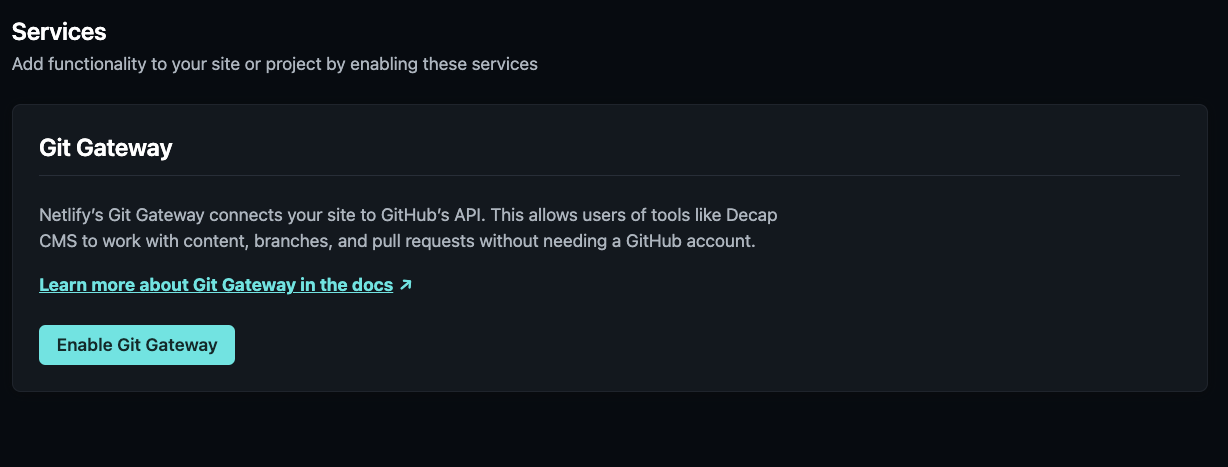 Services
Add functionality to your site or project by enabling these services
Git Gateway
Netlify’s Git Gateway connects your site to GitHub’s API. This allows users of tools like Decap
CMS to work with content, branches, and pull requests without needing a GitHub account.
Learn more about Git Gateway in the docs ↗
Enable Git Gateway